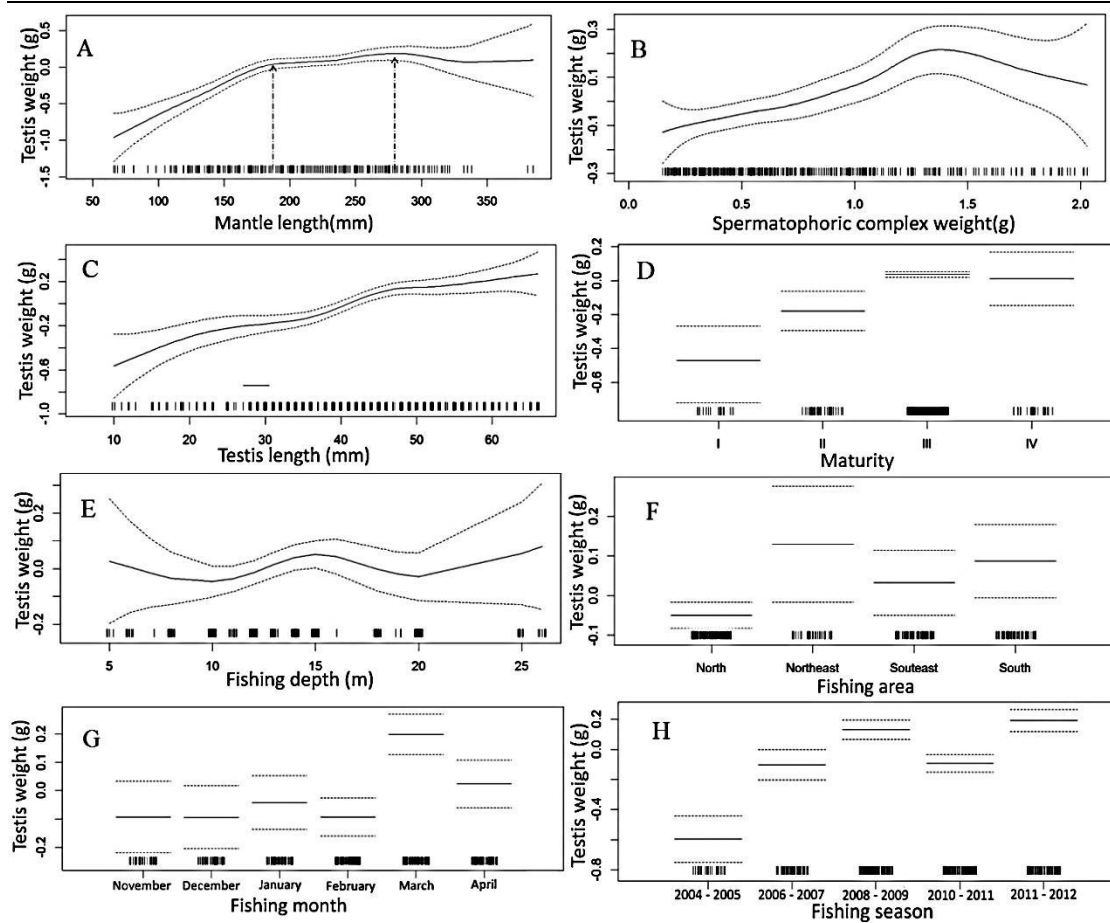 A
Testis weight (g)
0.5
0.0
-0.5
-1.0
-1.5
50 100 150 200 250 300 350
Mantle length(mm)
B
Testis weight (g)
0.3
0.1
-0.1
-0.3
0.0 0.5 1.0 1.5 2.0
Spermatophoric complex weight(g)
C
Testis weight (g)
0.2
-0.2
-0.6
-1.0
10 20 30 40 50 60
Testis length (mm)
D
Testis weight (g)
0.2
0.0
-0.2
-0.4
-0.6
I II III IV
Maturity
E
Testis weight (g)
0.2
0.0
-0.2
5 10 15 20 25
Fishing depth (m)
F
Testis weight (g)
0.2
0.1
0.0
-0.1
North Northeast Souteast South
Fishing area
G
Testis weight (g)
0.2
0.0
-0.2
November December January February March April
Fishing month
H
Testis weight (g)
0.2
0.0
-0.4
-0.8
2004 - 2005 2006 - 2007 2008 - 2009 2010 - 2011 2011 - 2012
Fishing season